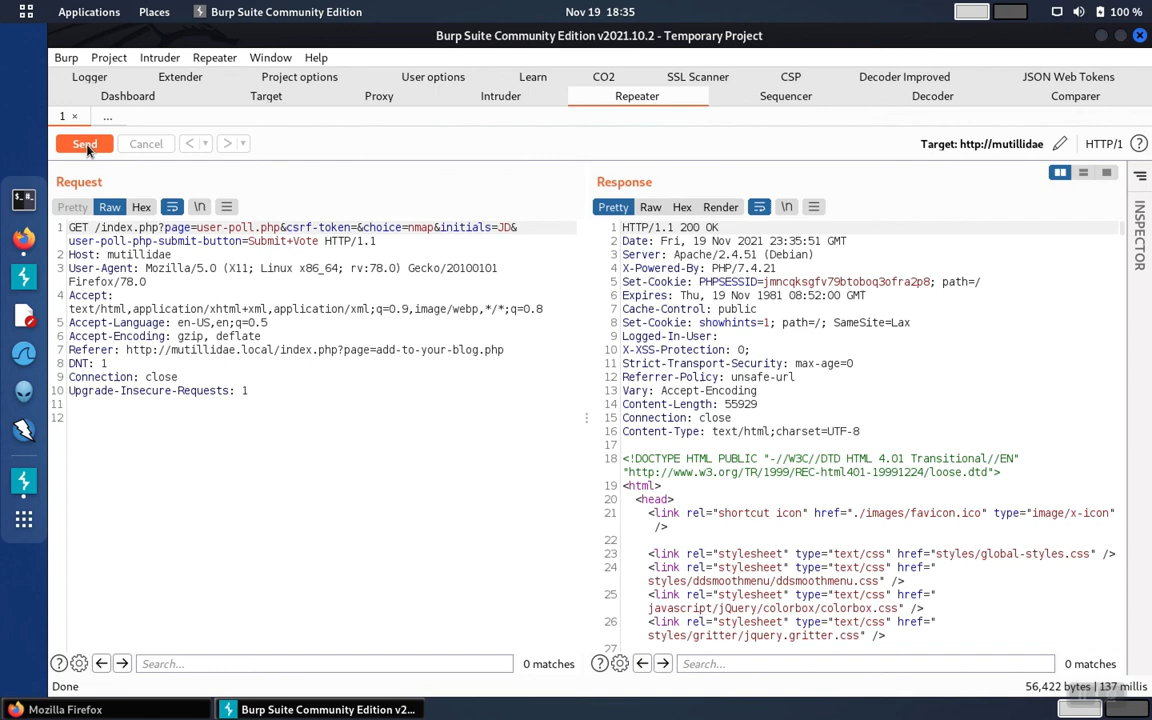 Applications Places Burp Suite Community Edition Nov 19 18:35 100 %
Burp Suite Community Edition v2021.10.2 - Temporary Project
Burp Project Intruder Repeater Window Help
Logger Extender Project options User options Learn CO2 SSL Scanner CSP Decoder Improved JSON Web Tokens
Dashboard Target Proxy Intruder Repeater Sequencer Decoder Comparer
1 × ...
Send Cancel < > Target: http://mutillidae HTTP/1 ?
Request
Pretty Raw Hex \n
1 GET /index.php?page=user-poll.php&csrf-token=&choice=nmap&initials=JD&
user-poll-php-submit-button=Submit+Vote HTTP/1.1
2 Host: mutillidae
3 User-Agent: Mozilla/5.0 (X11; Linux x86_64; rv:78.0) Gecko/20100101
Firefox/78.0
4 Accept:
text/html,application/xhtml+xml,application/xml;q=0.9,image/webp,*/*;q=0.8
5 Accept-Language: en-US,en;q=0.5
6 Accept-Encoding: gzip, deflate
7 Referer: http://mutillidae.local/index.php?page=add-to-your-blog.php
8 DNT: 1
9 Connection: close
10 Upgrade-Insecure-Requests: 1
11
12
Response
Pretty Raw Hex Render \n
1 HTTP/1.1 200 OK
2 Date: Fri, 19 Nov 2021 23:35:51 GMT
3 Server: Apache/2.4.51 (Debian)
4 X-Powered-By: PHP/7.4.21
5 Set-Cookie: PHPSESSID=jmncqksgfv79btoboq3ofra2p8; path=/
6 Expires: Thu, 19 Nov 1981 08:52:00 GMT
7 Cache-Control: public
8 Set-Cookie: showhints=1; path=/; SameSite=Lax
9 Logged-In-User:
10 X-XSS-Protection: 0;
11 Strict-Transport-Security: max-age=0
12 Referrer-Policy: unsafe-url
13 Vary: Accept-Encoding
14 Content-Length: 55929
15 Connection: close
16 Content-Type: text/html;charset=UTF-8
17
18 <!DOCTYPE HTML PUBLIC "-//W3C//DTD HTML 4.01 Transitional//EN"
"http://www.w3.org/TR/1999/REC-html401-19991224/loose.dtd">
19 <html>
20 <head>
21 <link rel="shortcut icon" href="./images/favicon.ico" type="image/x-icon"
/>
22
23 <link rel="stylesheet" type="text/css" href="styles/global-styles.css" />
24 <link rel="stylesheet" type="text/css" href="
styles/ddsmoothmenu/ddsmoothmenu.css" />
25 <link rel="stylesheet" type="text/css" href="
javascript/jQuery/colorbox/colorbox.css" />
26 <link rel="stylesheet" type="text/css" href="
styles/gritter/jquery.gritter.css" />
27
INSPECTOR
? Search... 0 matches
? Search... 0 matches
Done 56,422 bytes | 137 millis
Mozilla Firefox Burp Suite Community Edition v2...